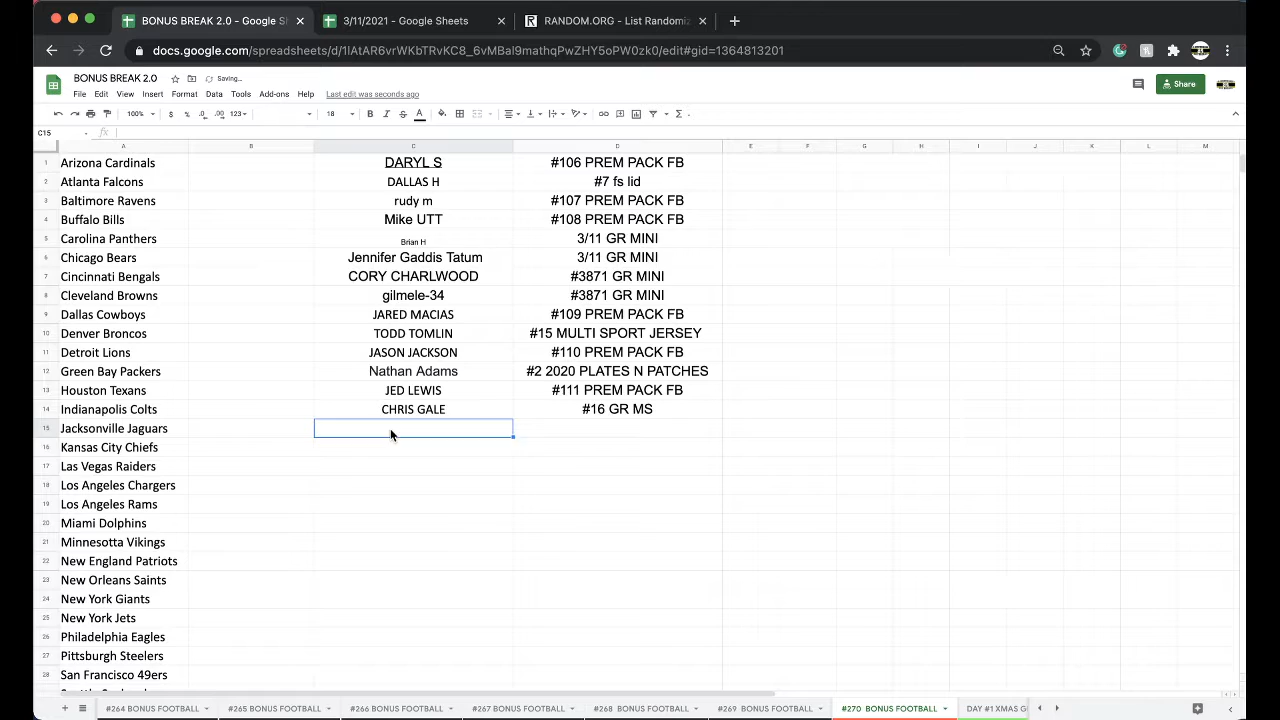 BONUS BREAK 2.0 - Google S
3/11/2021 - Google Sheets
RANDOM.ORG - List Randomiz
BONUS BREAK 2.0
Saving...
File Edit View Insert Format Data Tools Add-ons Help Last edit was seconds ago
Share
100% $ % .0 .00 123 18 B I S A
C15 fx
A B C D E F G H I J K L M
1 Arizona Cardinals DARYL S #106 PREM PACK FB
2 Atlanta Falcons DALLAS H #7 fs lid
3 Baltimore Ravens rudy m #107 PREM PACK FB
4 Buffalo Bills Mike UTT #108 PREM PACK FB
5 Carolina Panthers Brian H 3/11 GR MINI
6 Chicago Bears Jennifer Gaddis Tatum 3/11 GR MINI
7 Cincinnati Bengals CORY CHARLWOOD #3871 GR MINI
8 Cleveland Browns gilmele-34 #3871 GR MINI
9 Dallas Cowboys JARED MACIAS #109 PREM PACK FB
10 Denver Broncos TODD TOMLIN #15 MULTI SPORT JERSEY
11 Detroit Lions JASON JACKSON #110 PREM PACK FB
12 Green Bay Packers Nathan Adams #2 2020 PLATES N PATCHES
13 Houston Texans JED LEWIS #111 PREM PACK FB
14 Indianapolis Colts CHRIS GALE #16 GR MS
15 Jacksonville Jaguars
16 Kansas City Chiefs
17 Las Vegas Raiders
18 Los Angeles Chargers
19 Los Angeles Rams
20 Miami Dolphins
21 Minnesotta Vikings
22 New England Patriots
23 New Orleans Saints
24 New York Giants
25 New York Jets
26 Philadelphia Eagles
27 Pittsburgh Steelers
28 San Francisco 49ers
#264 BONUS FOOTBALL #265 BONUS FOOTBALL #266 BONUS FOOTBALL #267 BONUS FOOTBALL #268 BONUS FOOTBALL #269 BONUS FOOTBALL #270 BONUS FOOTBALL DAY #1 XMAS G